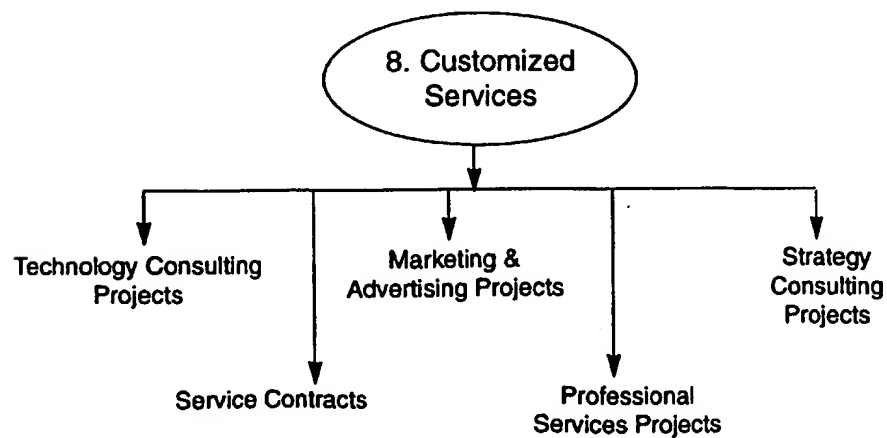 8. Customized
Services
Technology Consulting
Projects
Marketing &
Advertising Projects
Strategy
Consulting
Projects
Service Contracts
Professional
Services Projects